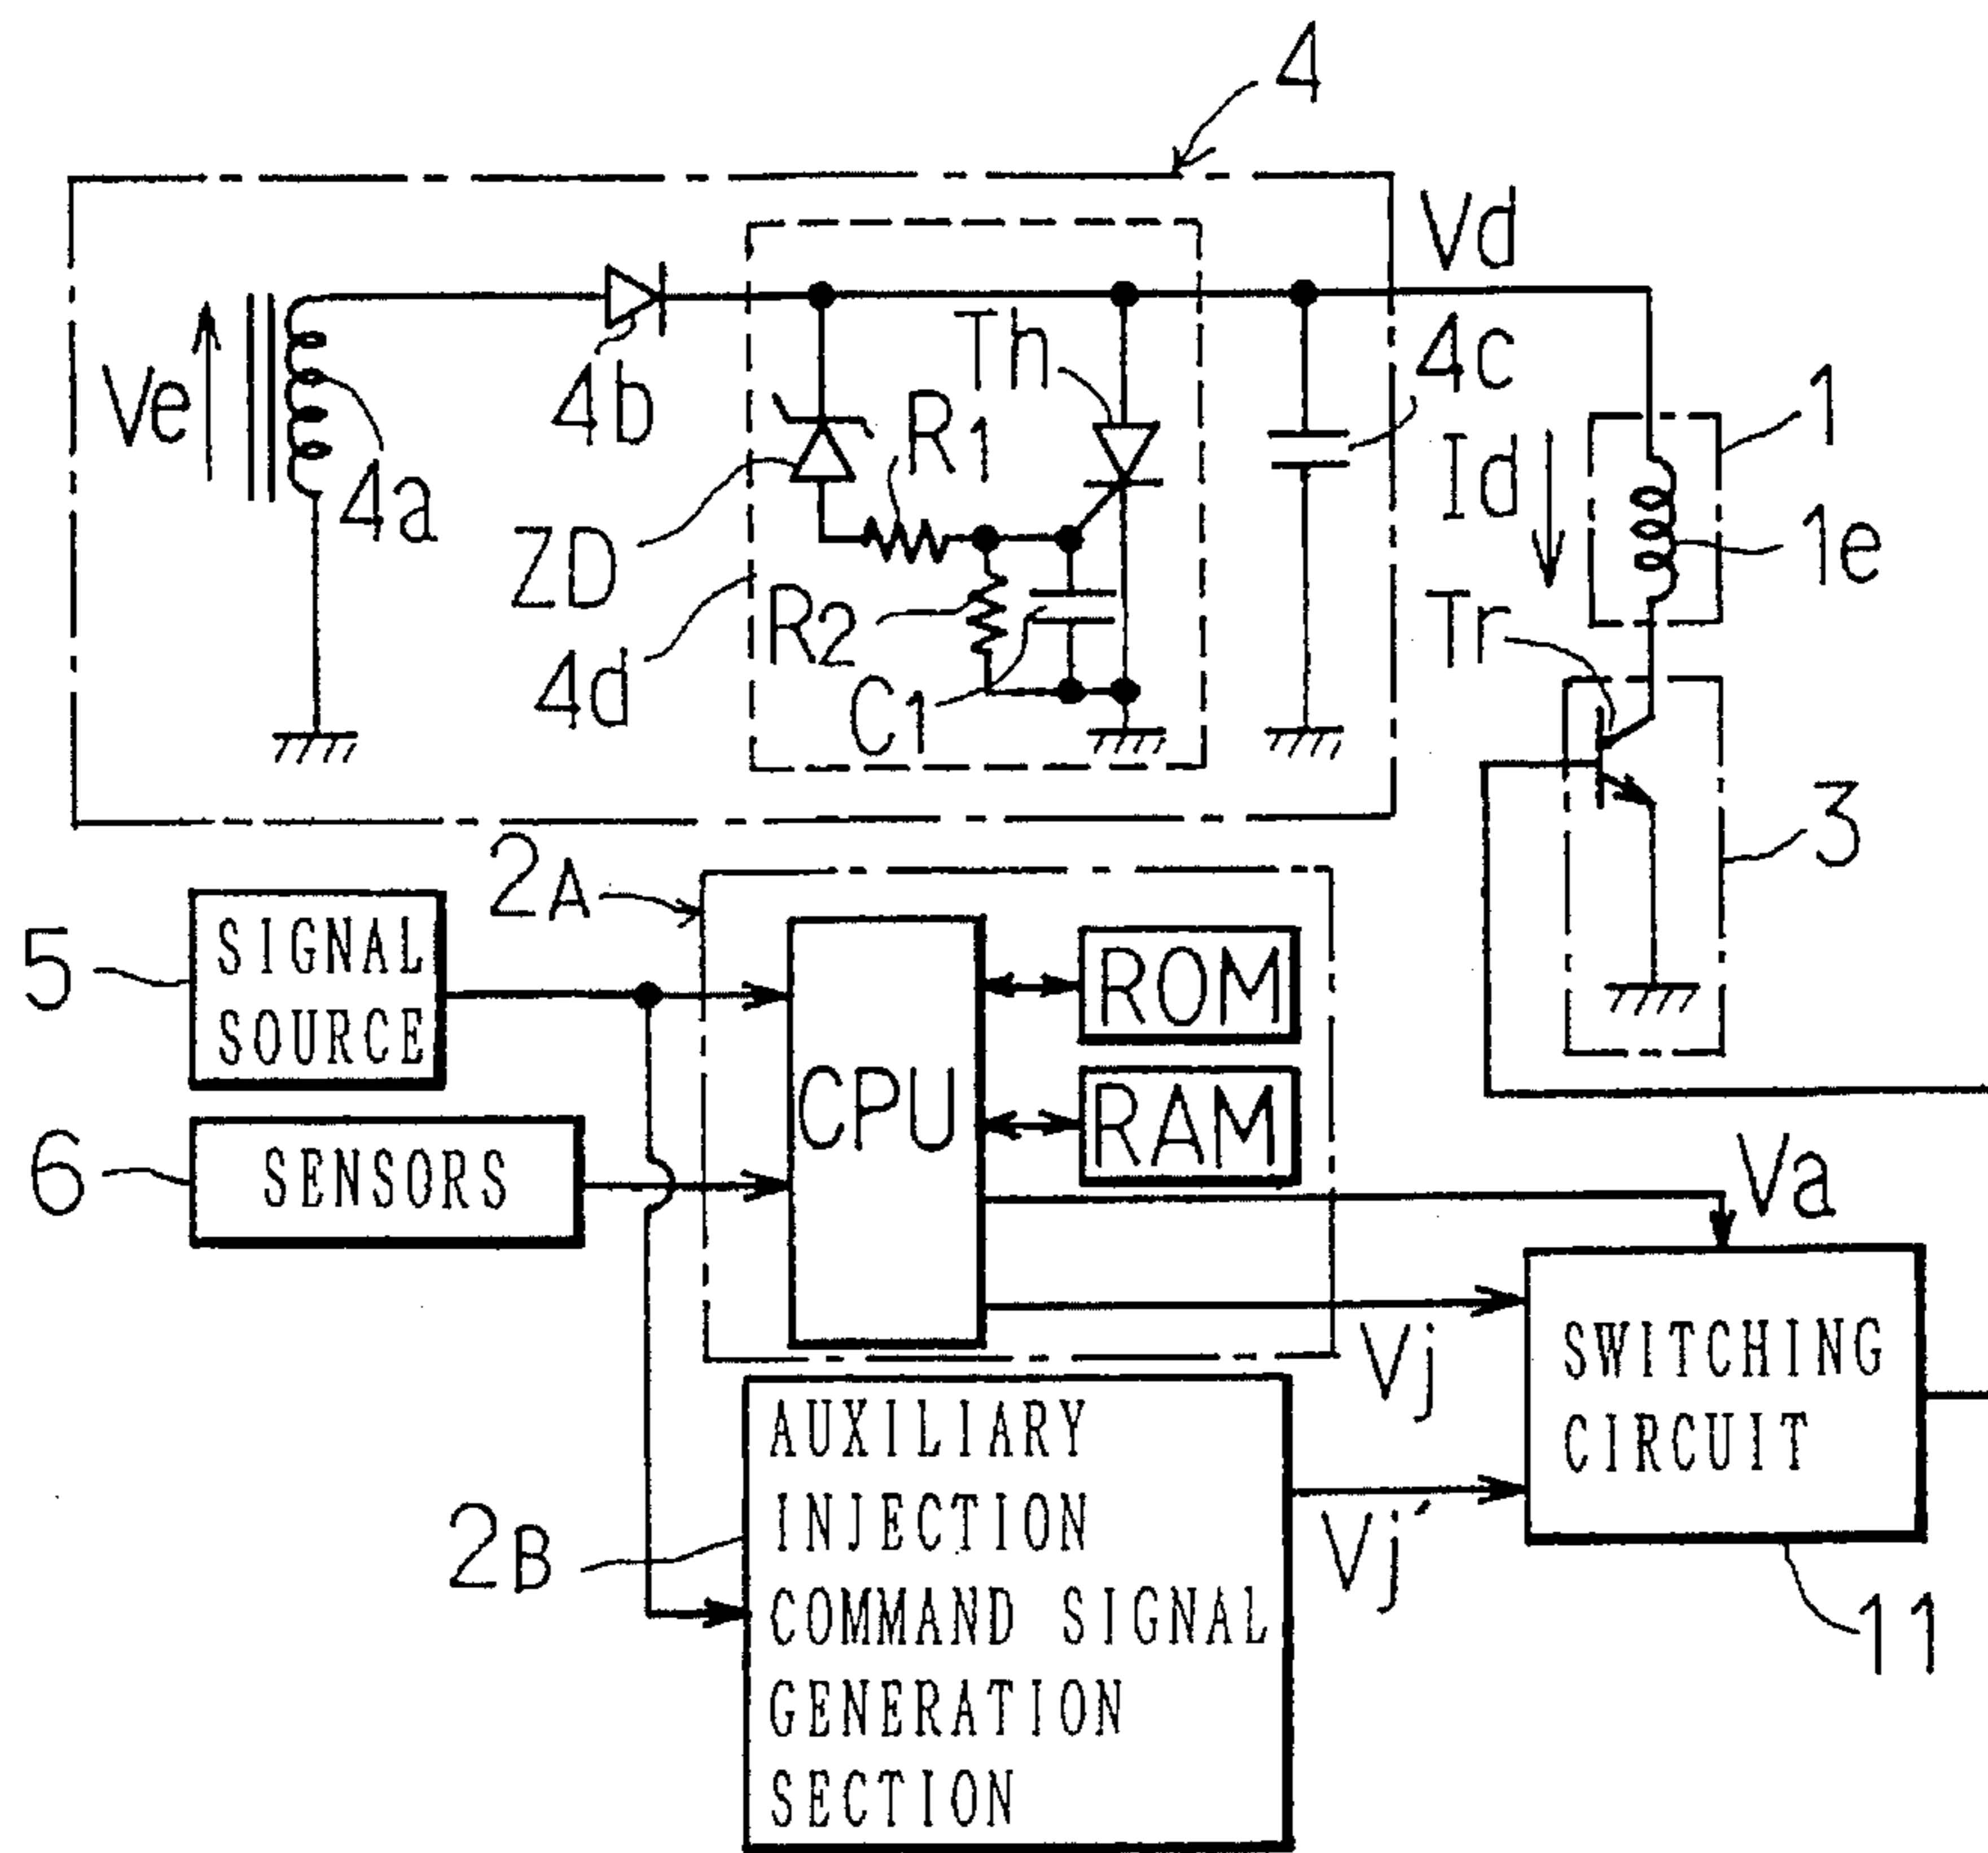 4
Vd
Ve
4a
4b
Th
4c
1
R1
Id
ZD
1e
R2
Tr
4d
C1
3
2A
5
SIGNAL
SOURCE
ROM
CPU
RAM
6
SENSORS
Va
Vj
SWITCHING
CIRCUIT
2B
AUXILIARY
INJECTION
COMMAND SIGNAL
GENERATION
SECTION
Vj´
11